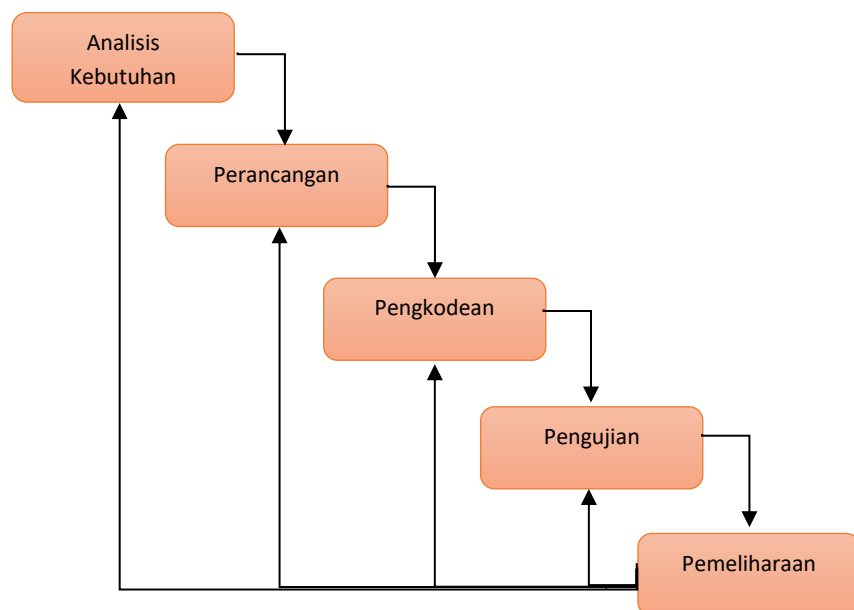 Analisis
Kebutuhan
Perancangan
Pengkodean
Pengujian
Pemeliharaan